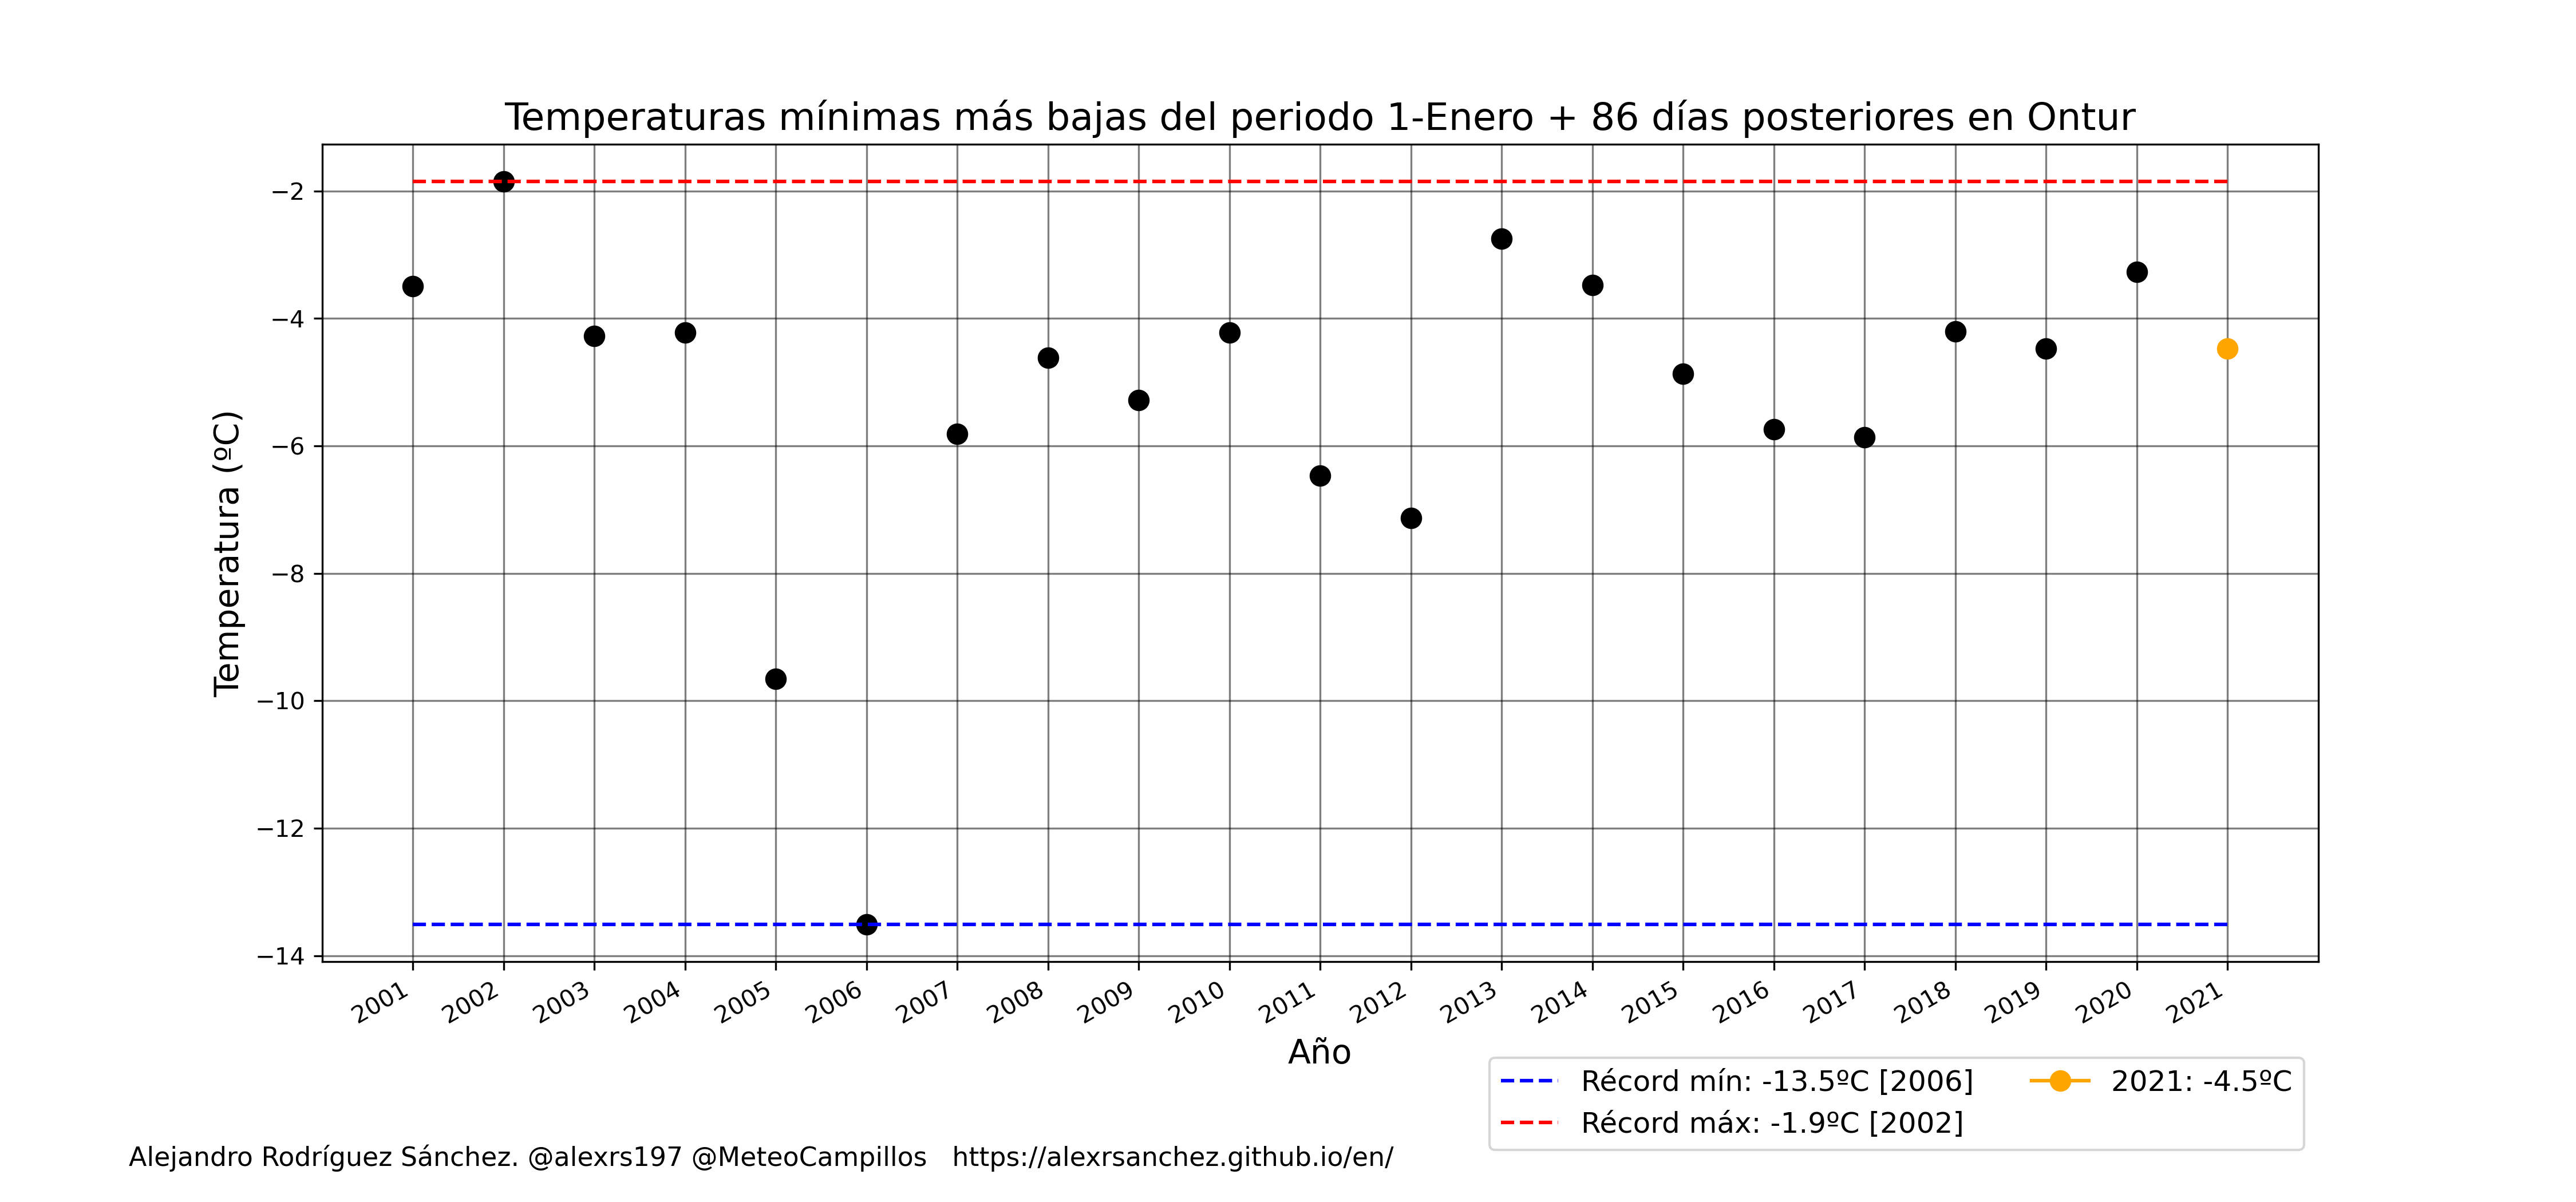 Temperaturas mínimas más bajas del periodo 1-Enero + 86 días posteriores en Ontur
Temperatura (ºC)
−2
−4
−6
−8
−10
−12
−14
2001 2002 2003 2004 2005 2006 2007 2008 2009 2010 2011 2012 2013 2014 2015 2016 2017 2018 2019 2020 2021
Año
Récord mín: -13.5ºC [2006]
Récord máx: -1.9ºC [2002]
2021: -4.5ºC
Alejandro Rodríguez Sánchez. @alexrs197 @MeteoCampillos https://alexrsanchez.github.io/en/